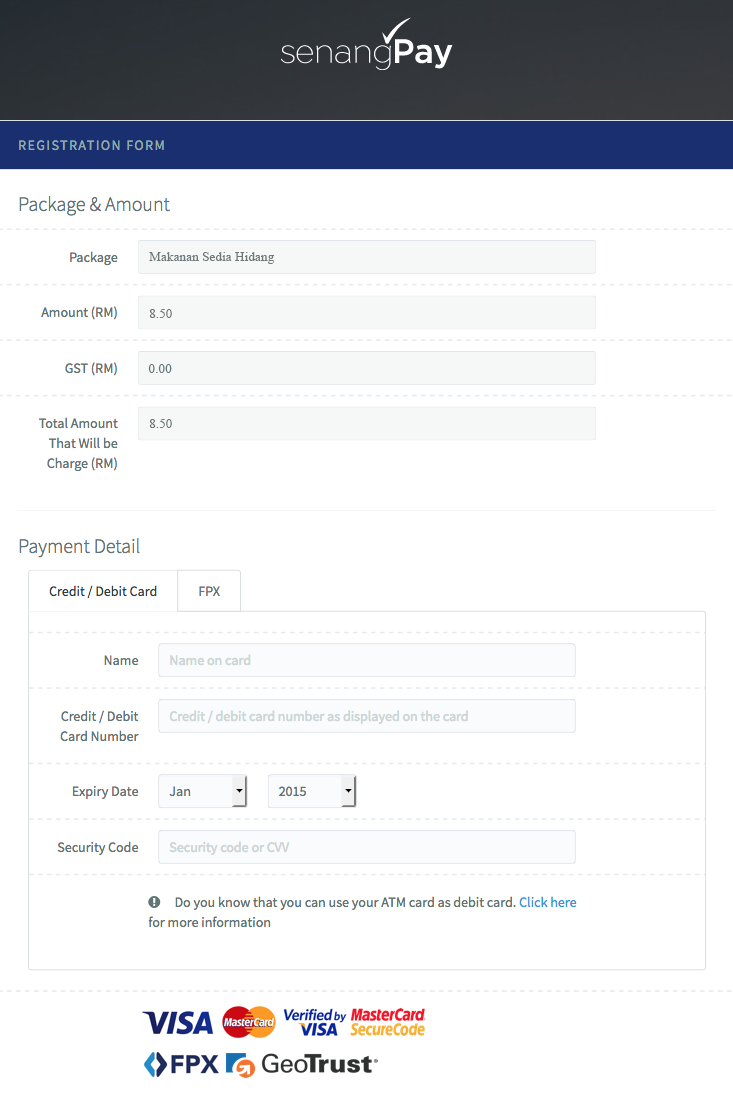 senangPay
REGISTRATION FORM
Package & Amount
Package
Makanan Sedia Hidang
Amount (RM)
8.50
GST (RM)
0.00
Total Amount
That Will be
Charge (RM)
8.50
Payment Detail
Credit / Debit Card
FPX
Name
Name on card
Credit / Debit
Card Number
Credit / debit card number as displayed on the card
Expiry Date
Jan
2015
Security Code
Security code or CVV
Do you know that you can use your ATM card as debit card. Click here
for more information
VISA
MasterCard
Verified by
VISA
MasterCard
SecureCode
FPX
GeoTrust